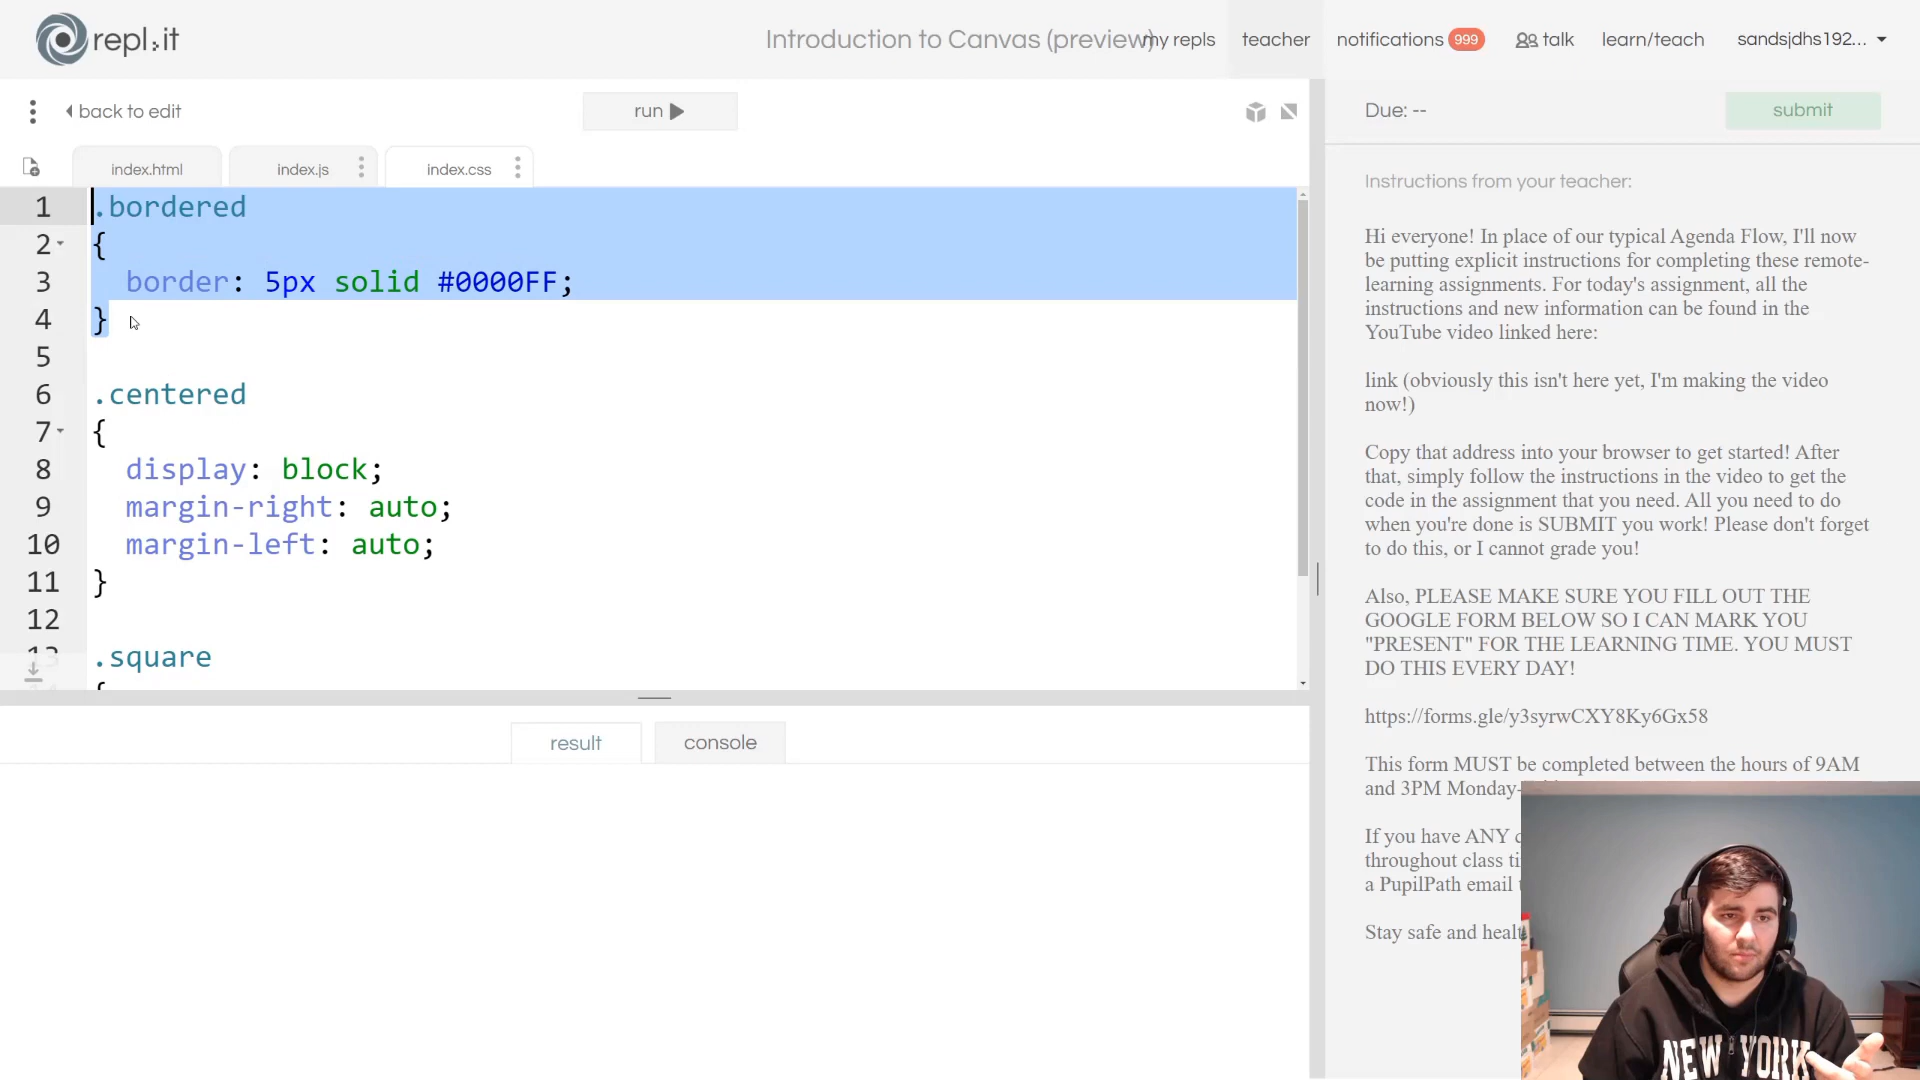 repl.it
Introduction to Canvas (preview)
my repls
teacher
notifications 999
talk
learn/teach
sandsjdhs192...
back to edit
run
Due: --
submit
index.html
index.js
index.css
1 .bordered
2 {
3 border: 5px solid #0000FF;
4 }
5
6 .centered
7 {
8 display: block;
9 margin-right: auto;
10 margin-left: auto;
11 }
12
13 .square
{
result
console
Instructions from your teacher:
Hi everyone! In place of our typical Agenda Flow, I'll now
be putting explicit instructions for completing these remote-
learning assignments. For today's assignment, all the
instructions and new information can be found in the
YouTube video linked here:
link (obviously this isn't here yet, I'm making the video
now!)
Copy that address into your browser to get started! After
that, simply follow the instructions in the video to get the
code in the assignment that you need. All you need to do
when you're done is SUBMIT you work! Please don't forget
to do this, or I cannot grade you!
Also, PLEASE MAKE SURE YOU FILL OUT THE
GOOGLE FORM BELOW SO I CAN MARK YOU
"PRESENT" FOR THE LEARNING TIME. YOU MUST
DO THIS EVERY DAY!
https://forms.gle/y3syrwCXY8Ky6Gx58
This form MUST be completed between the hours of 9AM
and 3PM Monday-
If you have ANY
throughout class
a PupilPath email
Stay safe and
NEW YORK